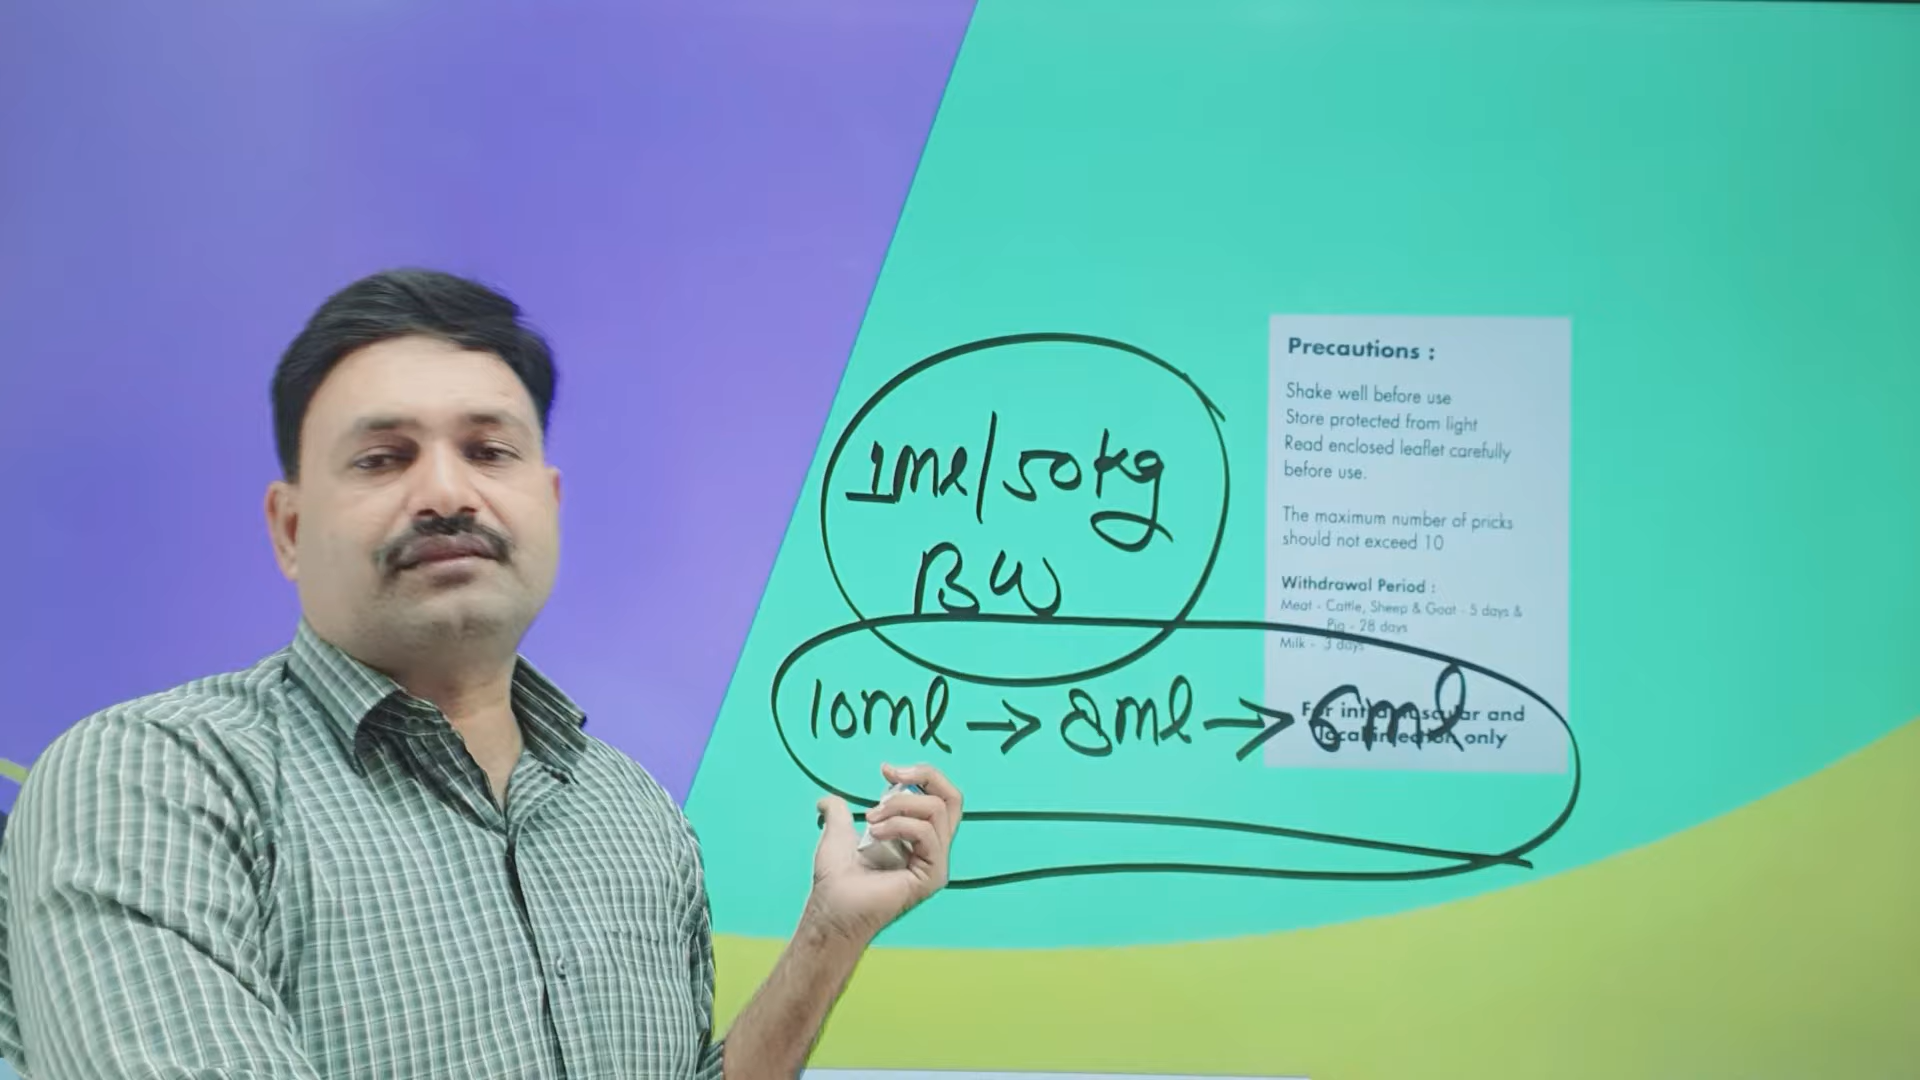 1ml/50kg
BW
10ml → 8ml → 6ml
Precautions :
Shake well before use
Store protected from light
Read enclosed leaflet carefully
before use.
The maximum number of pricks
should not exceed 10
Withdrawal Period :
Meat - Cattle, Sheep & Goat - 5 days &
Pig - 28 days
Milk - 3 days
For intramuscular and
local injection only